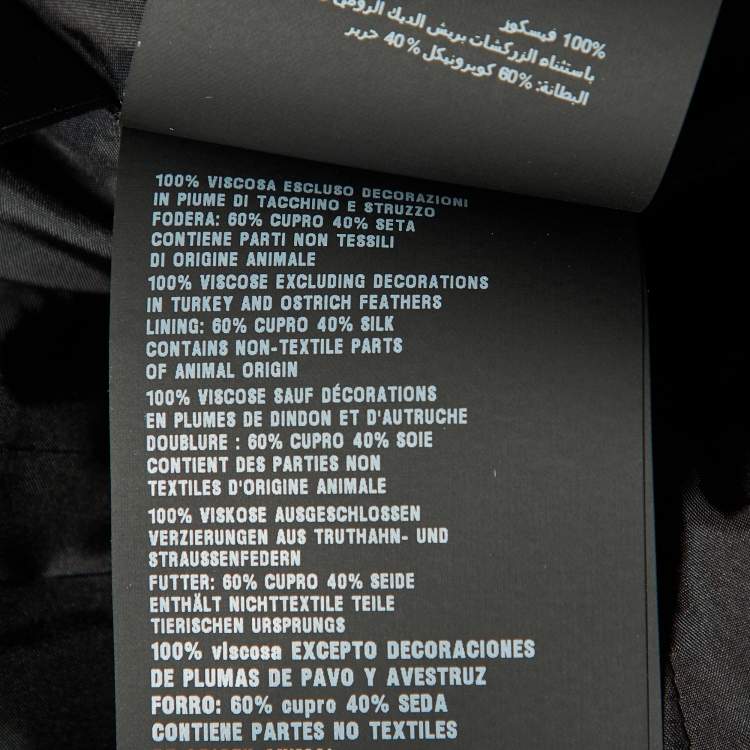 100% فيسكوز
باستثناء الزركشات بريش الديك الرومي
البطانة: 60% كوبرونيكل 40% حرير
100% VISCOSA ESCLUSO DECORAZIONI
IN PIUME DI TACCHINO E STRUZZO
FODERA: 60% CUPRO 40% SETA
CONTIENE PARTI NON TESSILI
DI ORIGINE ANIMALE
100% VISCOSE EXCLUDING DECORATIONS
IN TURKEY AND OSTRICH FEATHERS
LINING: 60% CUPRO 40% SILK
CONTAINS NON-TEXTILE PARTS
OF ANIMAL ORIGIN
100% VISCOSE SAUF DÉCORATIONS
EN PLUMES DE DINDON ET D'AUTRUCHE
DOUBLURE : 60% CUPRO 40% SOIE
CONTIENT DES PARTIES NON
TEXTILES D'ORIGINE ANIMALE
100% VISKOSE AUSGESCHLOSSEN
VERZIERUNGEN AUS TRUTHAHN- UND
STRAUSSENFEDERN
FUTTER: 60% CUPRO 40% SEIDE
ENTHÄLT NICHTTEXTILE TEILE
TIERISCHEN URSPRUNGS
100% viscosa EXCEPTO DECORACIONES
DE PLUMAS DE PAVO Y AVESTRUZ
FORRO: 60% cupro 40% SEDA
CONTIENE PARTES NO TEXTILES